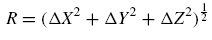 R = (ΔX² + ΔY² + ΔZ²)^½